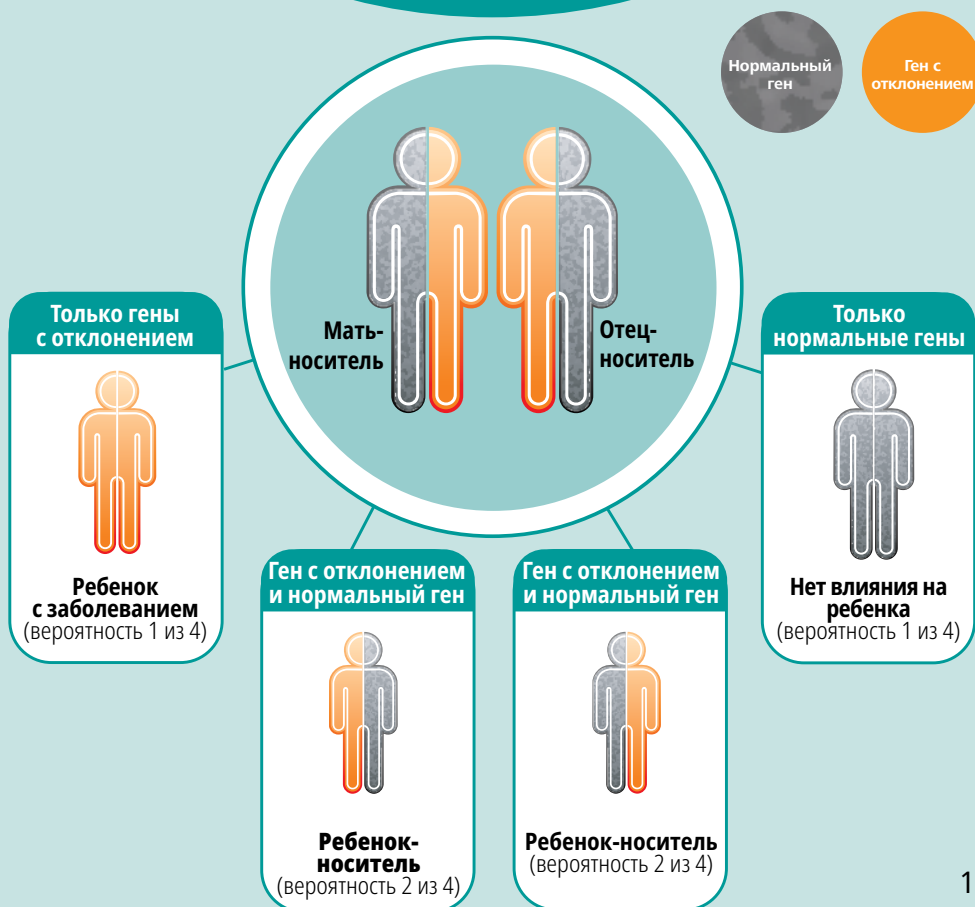 Нормальный
ген
Ген с
отклонением
Мать-
носитель
Отец-
носитель
Только гены
с отклонением
Ребенок
с заболеванием
(вероятность 1 из 4)
Ген с отклонением
и нормальный ген
Ребенок-
носитель
(вероятность 2 из 4)
Ген с отклонением
и нормальный ген
Ребенок-носитель
(вероятность 2 из 4)
Только
нормальные гены
Нет влияния на
ребенка
(вероятность 1 из 4)
1